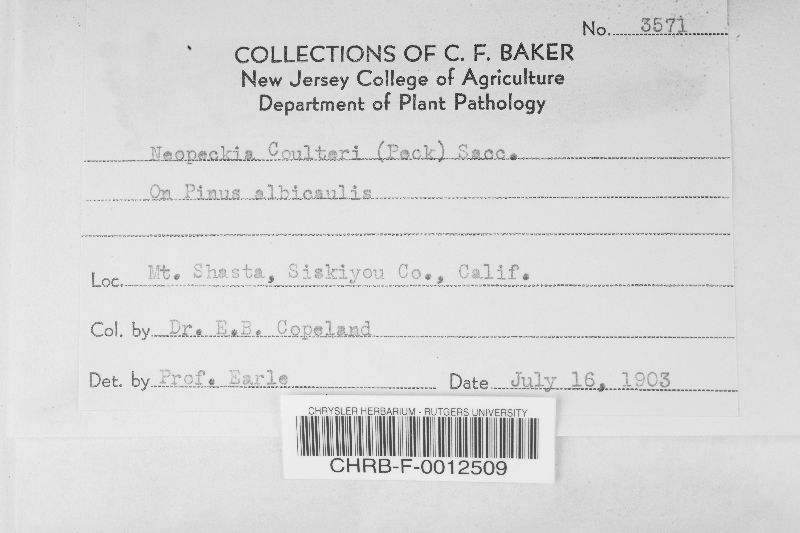 No. 3571
COLLECTIONS OF C. F. BAKER
New Jersey College of Agriculture
Department of Plant Pathology
Neopeckia Coulteri (Peck) Sacc.
On Pinus albicaulis
Loc. Mt. Shasta, Siskiyou Co., Calif.
Col. by Dr. E.B. Copeland
Det. by Prof. Earle Date July 16, 1903
CHRYSLER HERBARIUM - RUTGERS UNIVERSITY
CHRB-F-0012509